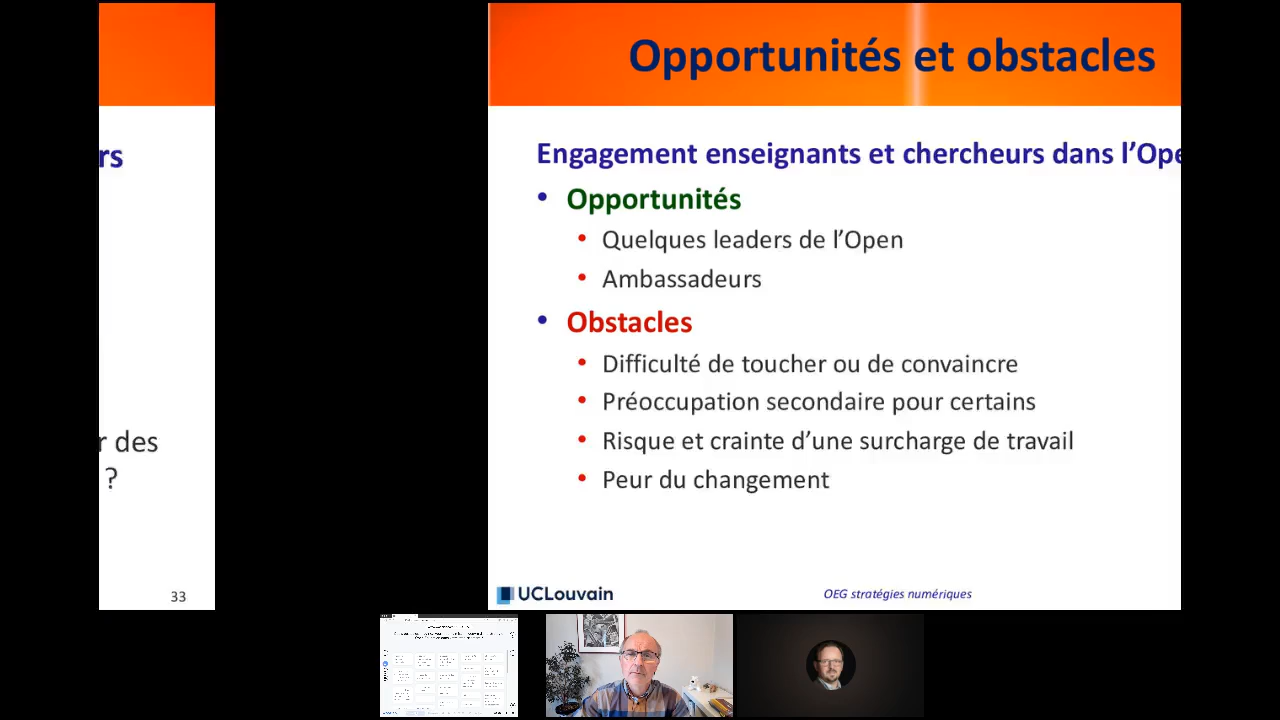 rs
r des
?
33
Opportunités et obstacles
Engagement enseignants et chercheurs dans l’Ope
• Opportunités
• Quelques leaders de l’Open
• Ambassadeurs
• Obstacles
• Difficulté de toucher ou de convaincre
• Préoccupation secondaire pour certains
• Risque et crainte d’une surcharge de travail
• Peur du changement
UCLouvain
OEG stratégies numériques